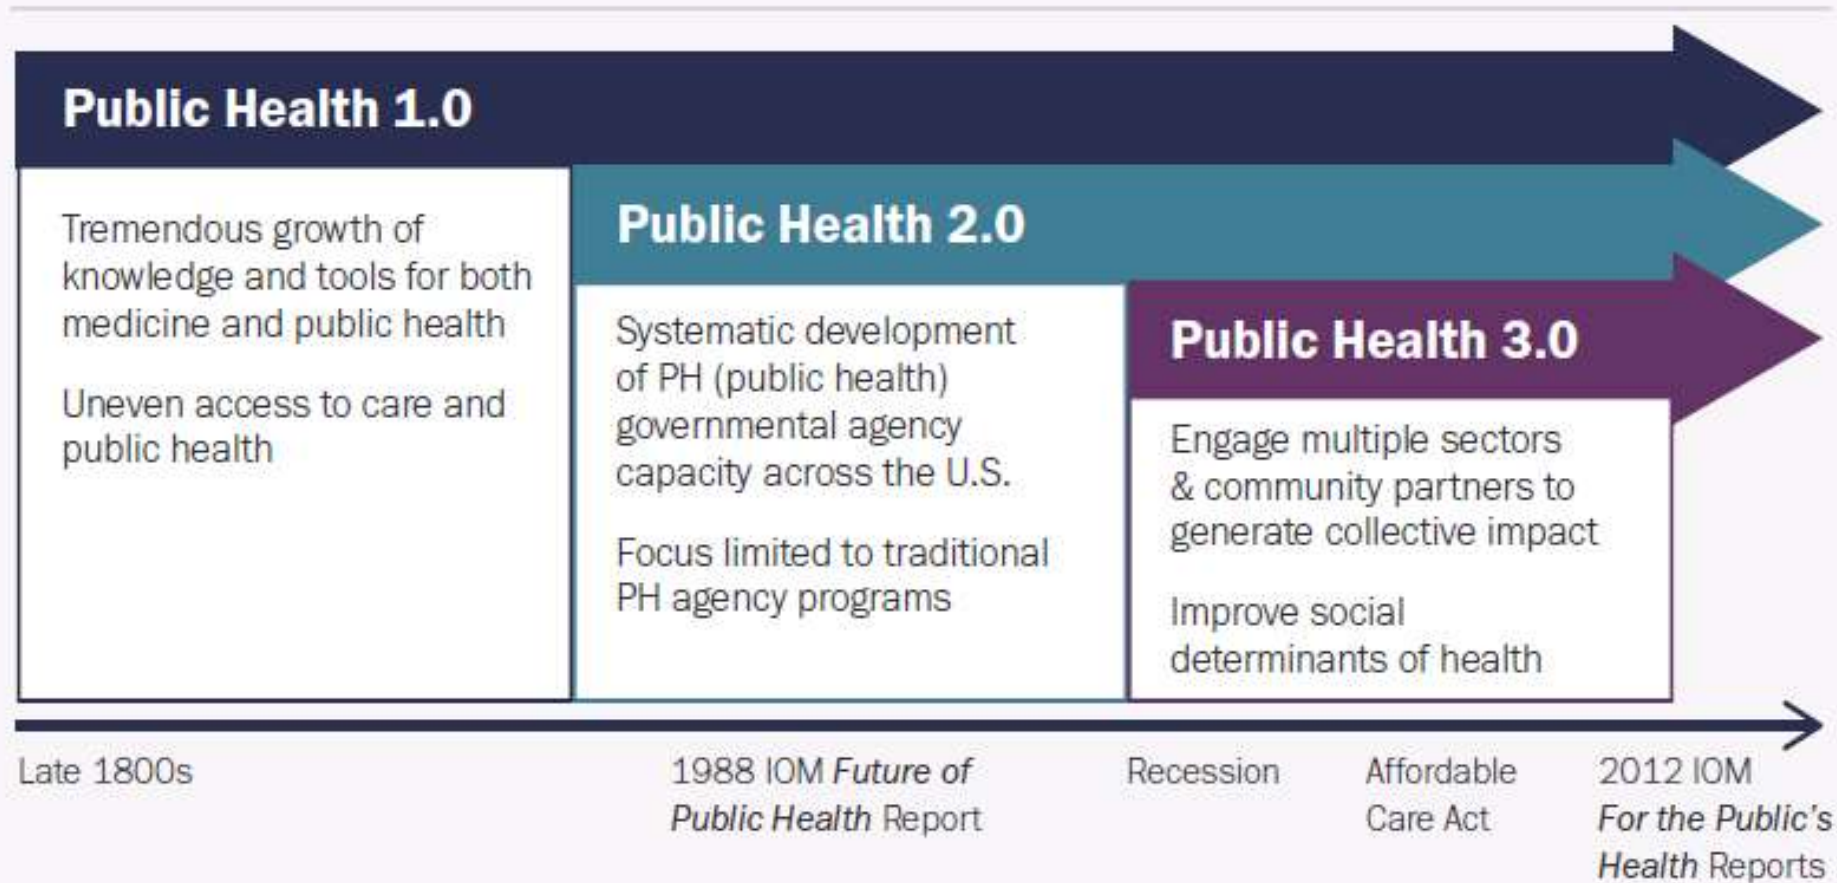 Public Health 1.0
Tremendous growth of
knowledge and tools for both
medicine and public health
Uneven access to care and
public health
Public Health 2.0
Systematic development
of PH (public health)
governmental agency
capacity across the U.S.
Focus limited to traditional
PH agency programs
Public Health 3.0
Engage multiple sectors
& community partners to
generate collective impact
Improve social
determinants of health
Late 1800s
1988 IOM Future of
Public Health Report
Recession
Affordable
Care Act
2012 IOM
For the Public's
Health Reports